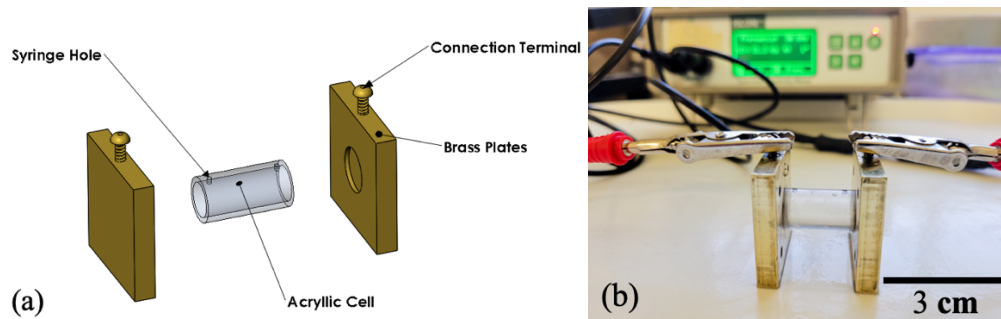 Syringe Hole
Connection Terminal
Brass Plates
Acryllic Cell
(a)
(b)
3 cm